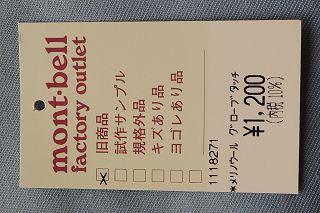 mont·bell
factory outlet
旧商品
試作サンプル
規格外品
キズあり品
ヨゴレあり品
1118271
*メリノウール グローブタッチ
¥1,200
(内税10%)